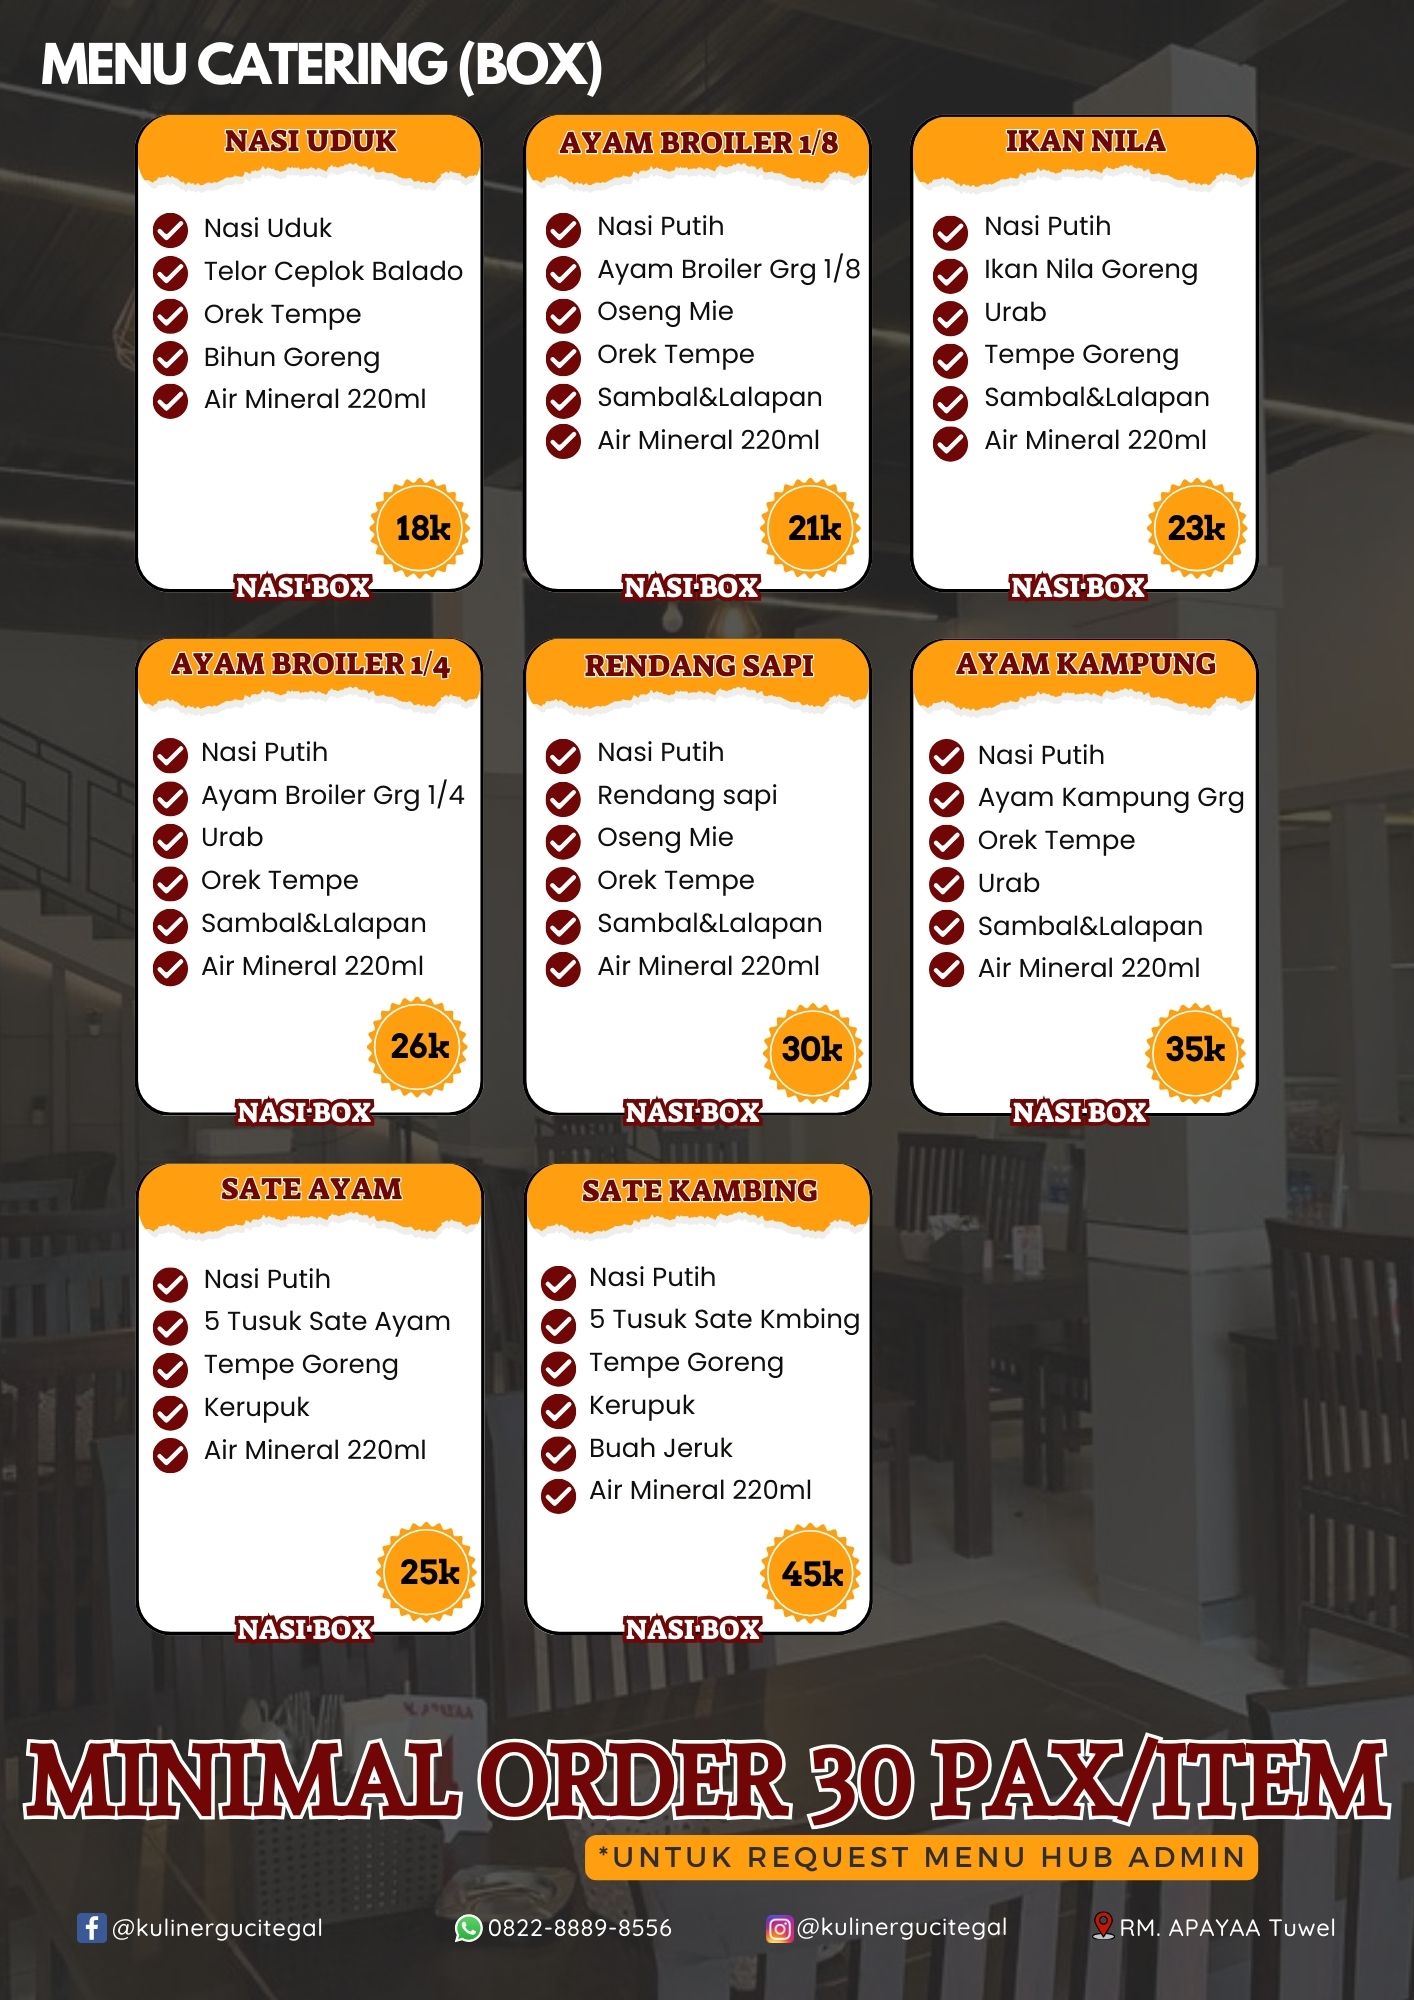 MENU CATERING (BOX)
NASI UDUK
Nasi Uduk
Telor Ceplok Balado
Orek Tempe
Bihun Goreng
Air Mineral 220ml
18k
NASI BOX
AYAM BROILER 1/8
Nasi Putih
Ayam Broiler Grg 1/8
Oseng Mie
Orek Tempe
Sambal&Lalapan
Air Mineral 220ml
21k
NASI BOX
IKAN NILA
Nasi Putih
Ikan Nila Goreng
Urab
Tempe Goreng
Sambal&Lalapan
Air Mineral 220ml
23k
NASI BOX
AYAM BROILER 1/4
Nasi Putih
Ayam Broiler Grg 1/4
Urab
Orek Tempe
Sambal&Lalapan
Air Mineral 220ml
26k
NASI BOX
RENDANG SAPI
Nasi Putih
Rendang sapi
Oseng Mie
Orek Tempe
Sambal&Lalapan
Air Mineral 220ml
30k
NASI BOX
AYAM KAMPUNG
Nasi Putih
Ayam Kampung Grg
Orek Tempe
Urab
Sambal&Lalapan
Air Mineral 220ml
35k
NASI BOX
SATE AYAM
Nasi Putih
5 Tusuk Sate Ayam
Tempe Goreng
Kerupuk
Air Mineral 220ml
25k
NASI BOX
SATE KAMBING
Nasi Putih
5 Tusuk Sate Kmbing
Tempe Goreng
Kerupuk
Buah Jeruk
Air Mineral 220ml
45k
NASI BOX
MINIMAL ORDER 30 PAX/ITEM
*UNTUK REQUEST MENU HUB ADMIN
@kulinergucitegal
0822-8889-8556
@kulinergucitegal
RM. APAYAA Tuwel